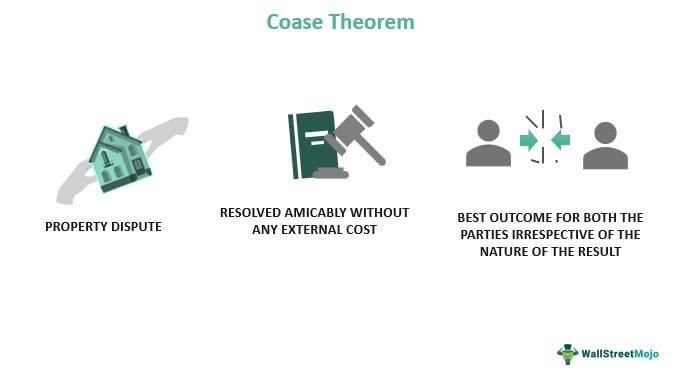 Coase Theorem
PROPERTY DISPUTE
RESOLVED AMICABLY WITHOUT
ANY EXTERNAL COST
BEST OUTCOME FOR BOTH THE
PARTIES IRRESPECTIVE OF THE
NATURE OF THE RESULT
WallStreetMojo